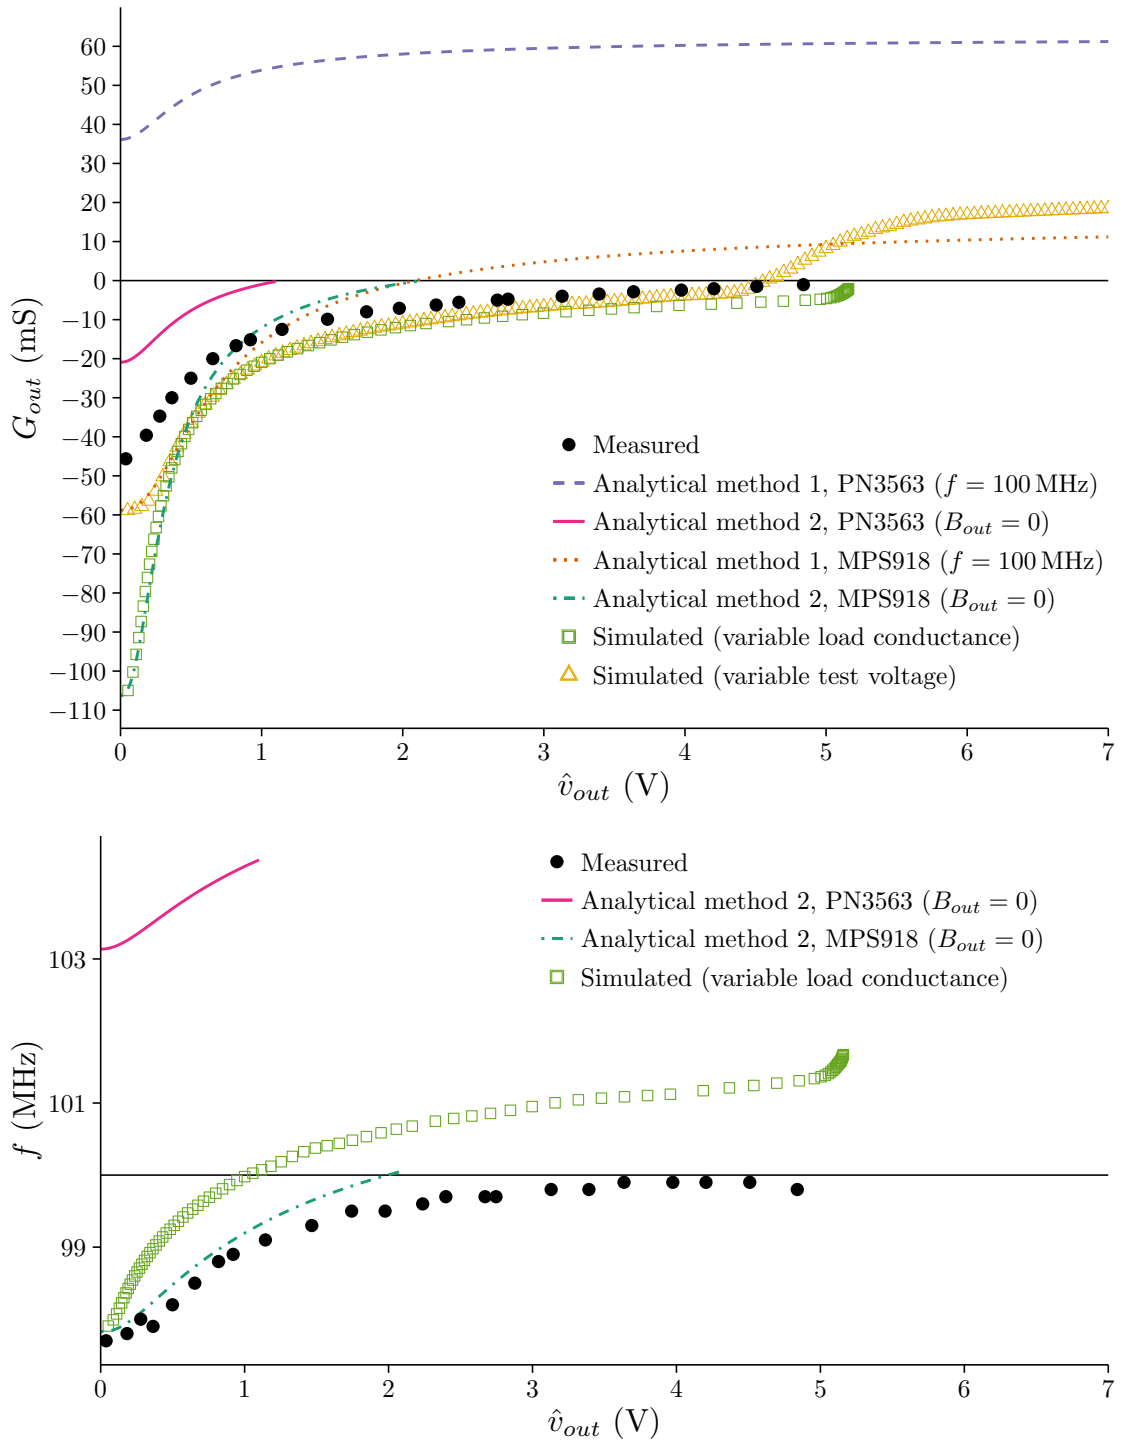 60
50
40
30
20
10
0
−10
−20
−30
−40
−50
−60
−70
−80
−90
−100
−110
G_out (mS)
Measured
Analytical method 1, PN3563 (f = 100 MHz)
Analytical method 2, PN3563 (B_out = 0)
Analytical method 1, MPS918 (f = 100 MHz)
Analytical method 2, MPS918 (B_out = 0)
Simulated (variable load conductance)
Simulated (variable test voltage)
0 1 2 3 4 5 6 7
v̂_out (V)
Measured
Analytical method 2, PN3563 (B_out = 0)
Analytical method 2, MPS918 (B_out = 0)
Simulated (variable load conductance)
103
101
99
f (MHz)
0 1 2 3 4 5 6 7
v̂_out (V)